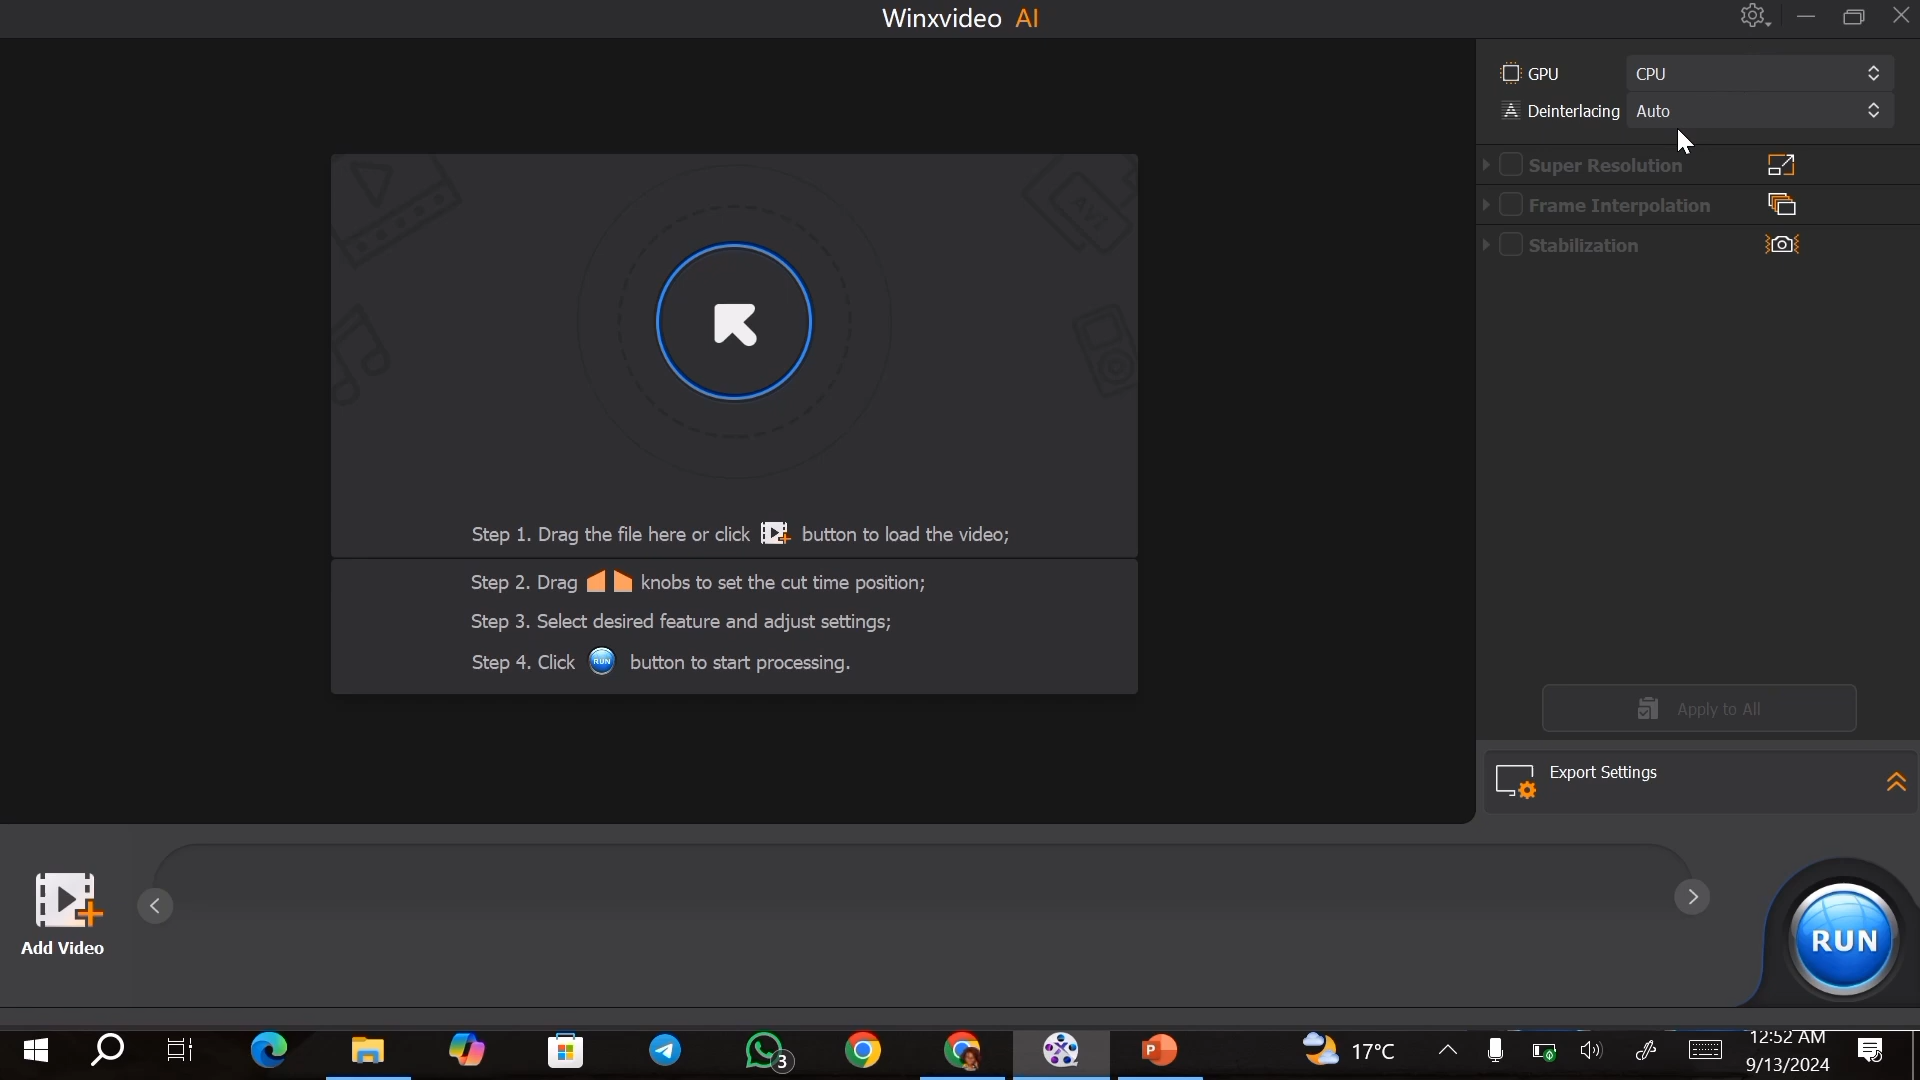 Winxvideo AI
GPU
CPU
Deinterlacing
Auto
Super Resolution
Frame Interpolation
Stabilization
Step 1. Drag the file here or click button to load the video;
Step 2. Drag knobs to set the cut time position;
Step 3. Select desired feature and adjust settings;
Step 4. Click RUN button to start processing.
Apply to All
Export Settings
Add Video
RUN
3
17°C
12:52 AM
9/13/2024